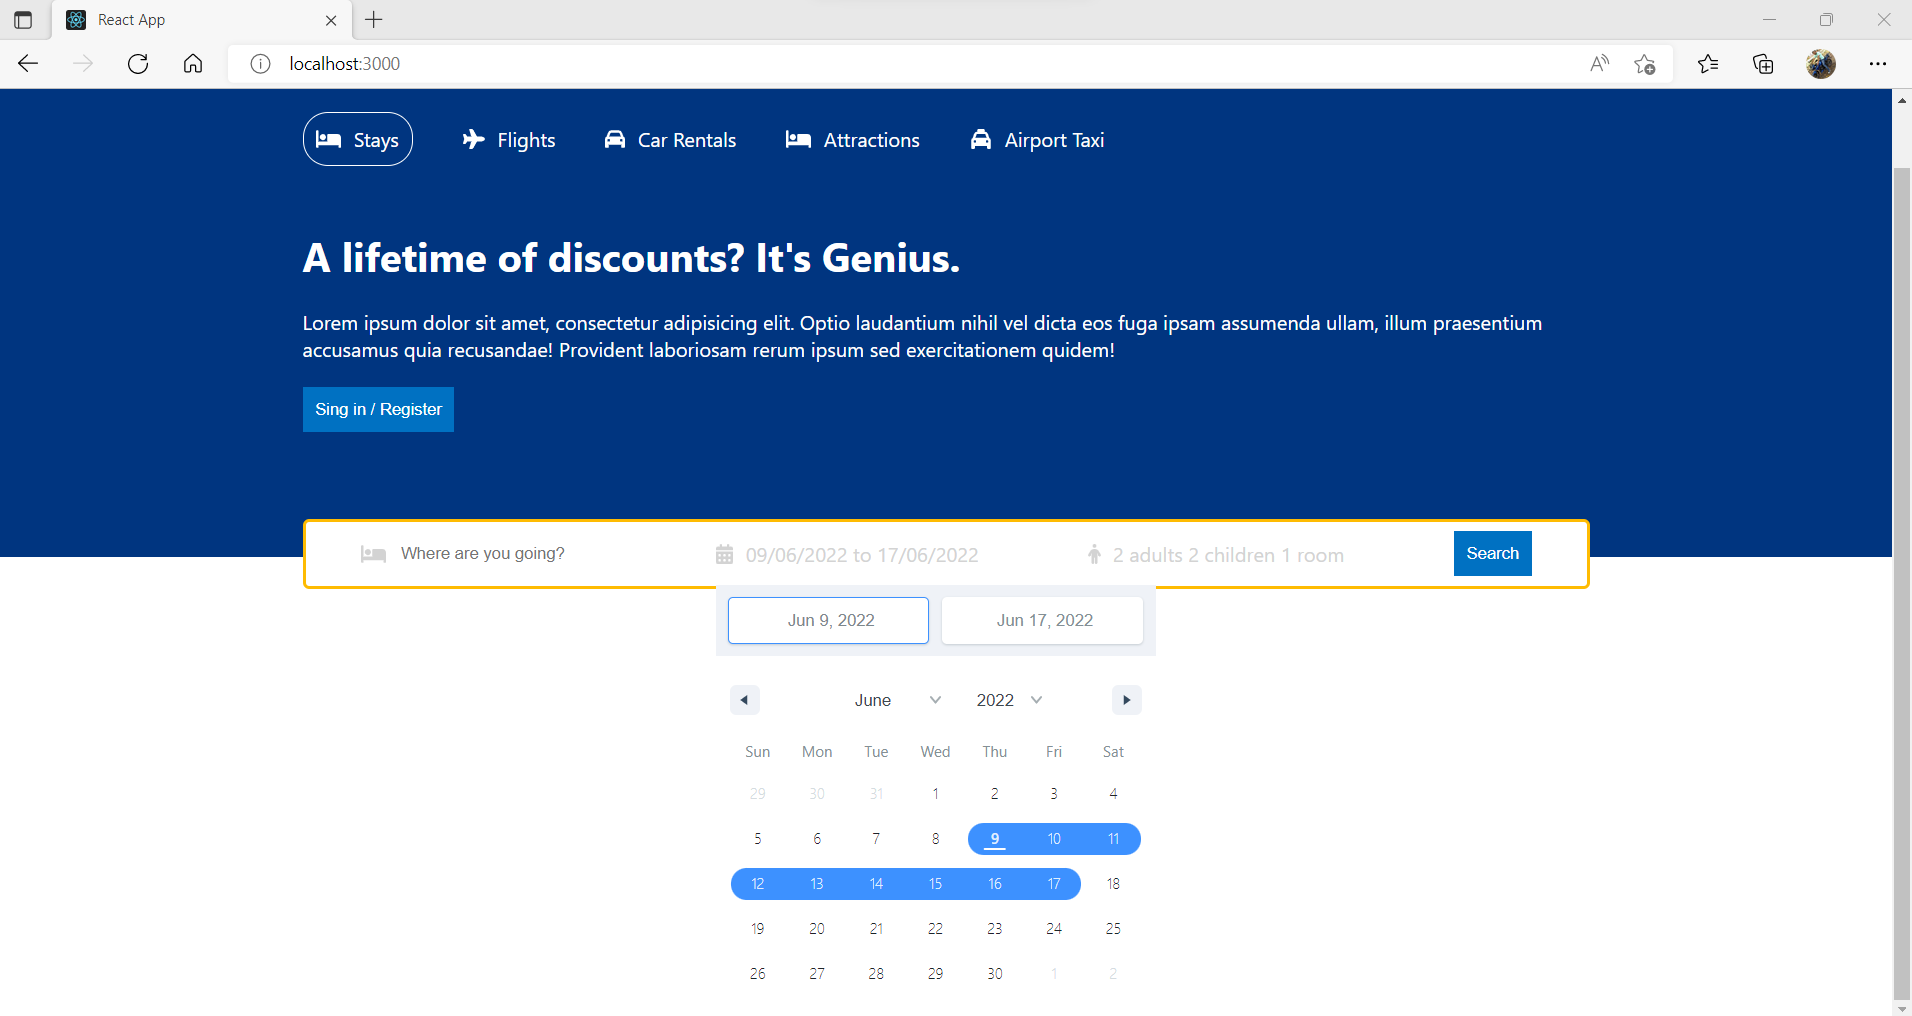 React App
localhost:3000
Stays Flights Car Rentals Attractions Airport Taxi
A lifetime of discounts? It's Genius.
Lorem ipsum dolor sit amet, consectetur adipisicing elit. Optio laudantium nihil vel dicta eos fuga ipsam assumenda ullam, illum praesentium
accusamus quia recusandae! Provident laboriosam rerum ipsum sed exercitationem quidem!
Sing in / Register
Where are you going? 09/06/2022 to 17/06/2022 2 adults 2 children 1 room Search
Jun 9, 2022 Jun 17, 2022
June 2022
Sun Mon Tue Wed Thu Fri Sat
29 30 31 1 2 3 4
5 6 7 8 9 10 11
12 13 14 15 16 17 18
19 20 21 22 23 24 25
26 27 28 29 30 1 2